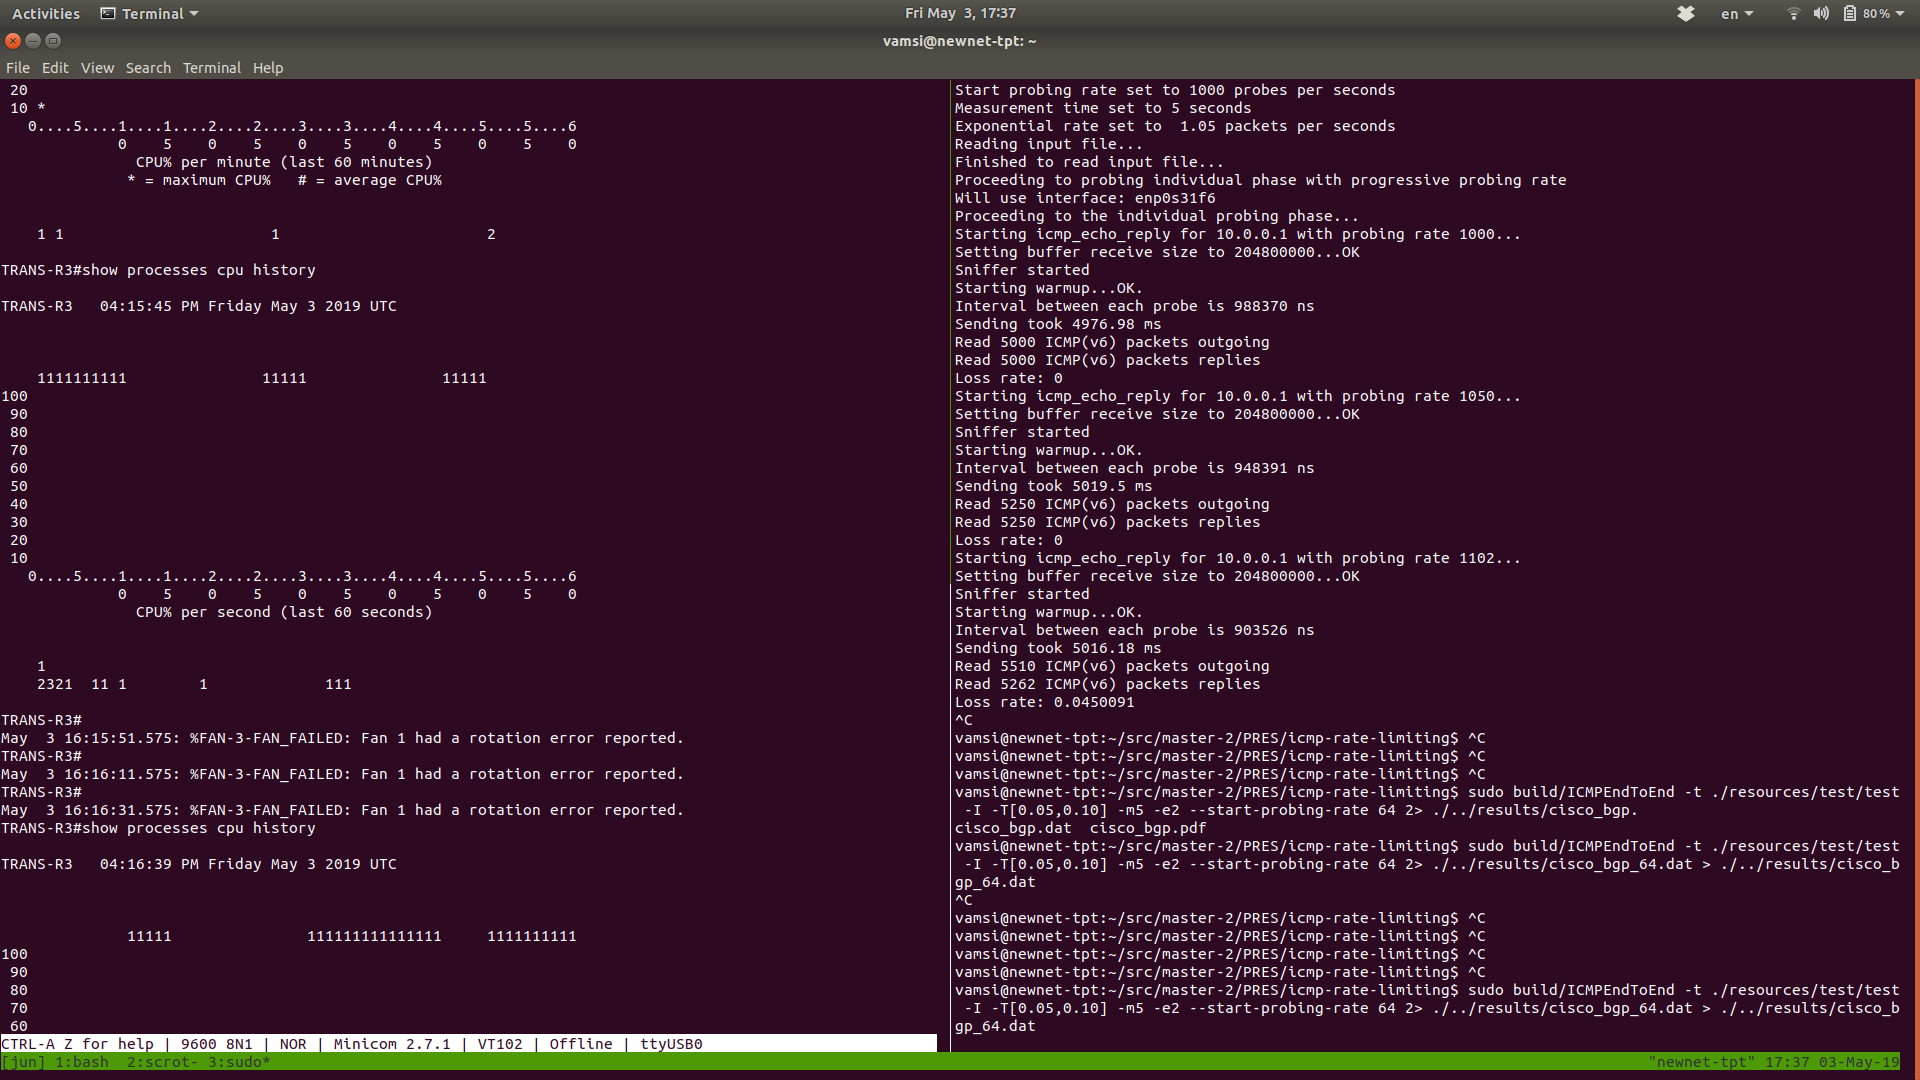 Activities Terminal Fri May 3, 17:37 en 80%
vamsi@newnet-tpt: ~
File Edit View Search Terminal Help
 20
 10 *
   0....5....1....1....2....2....3....3....4....4....5....5....6
             0    5    0    5    0    5    0    5    0    5    0
               CPU% per minute (last 60 minutes)
              * = maximum CPU%   # = average CPU%
    1 1                       1                       2
TRANS-R3#show processes cpu history
TRANS-R3   04:15:45 PM Friday May 3 2019 UTC
    1111111111               11111               11111
100
 90
 80
 70
 60
 50
 40
 30
 20
 10
   0....5....1....1....2....2....3....3....4....4....5....5....6
             0    5    0    5    0    5    0    5    0    5    0
               CPU% per second (last 60 seconds)
    1
    2321  11 1        1             111
TRANS-R3#
May  3 16:15:51.575: %FAN-3-FAN_FAILED: Fan 1 had a rotation error reported.
TRANS-R3#
May  3 16:16:11.575: %FAN-3-FAN_FAILED: Fan 1 had a rotation error reported.
TRANS-R3#
May  3 16:16:31.575: %FAN-3-FAN_FAILED: Fan 1 had a rotation error reported.
TRANS-R3#show processes cpu history
TRANS-R3   04:16:39 PM Friday May 3 2019 UTC
              11111               111111111111111     1111111111
100
 90
 80
 70
 60
CTRL-A Z for help | 9600 8N1 | NOR | Minicom 2.7.1 | VT102 | Offline | ttyUSB0
Start probing rate set to 1000 probes per seconds
Measurement time set to 5 seconds
Exponential rate set to  1.05 packets per seconds
Reading input file...
Finished to read input file...
Proceeding to probing individual phase with progressive probing rate
Will use interface: enp0s31f6
Proceeding to the individual probing phase...
Starting icmp_echo_reply for 10.0.0.1 with probing rate 1000...
Setting buffer receive size to 204800000...OK
Sniffer started
Starting warmup...OK.
Interval between each probe is 988370 ns
Sending took 4976.98 ms
Read 5000 ICMP(v6) packets outgoing
Read 5000 ICMP(v6) packets replies
Loss rate: 0
Starting icmp_echo_reply for 10.0.0.1 with probing rate 1050...
Setting buffer receive size to 204800000...OK
Sniffer started
Starting warmup...OK.
Interval between each probe is 948391 ns
Sending took 5019.5 ms
Read 5250 ICMP(v6) packets outgoing
Read 5250 ICMP(v6) packets replies
Loss rate: 0
Starting icmp_echo_reply for 10.0.0.1 with probing rate 1102...
Setting buffer receive size to 204800000...OK
Sniffer started
Starting warmup...OK.
Interval between each probe is 903526 ns
Sending took 5016.18 ms
Read 5510 ICMP(v6) packets outgoing
Read 5262 ICMP(v6) packets replies
Loss rate: 0.0450091
^C
vamsi@newnet-tpt:~/src/master-2/PRES/icmp-rate-limiting$ ^C
vamsi@newnet-tpt:~/src/master-2/PRES/icmp-rate-limiting$ ^C
vamsi@newnet-tpt:~/src/master-2/PRES/icmp-rate-limiting$ ^C
vamsi@newnet-tpt:~/src/master-2/PRES/icmp-rate-limiting$ sudo build/ICMPEndToEnd -t ./resources/test/test
 -I -T[0.05,0.10] -m5 -e2 --start-probing-rate 64 2> ./../results/cisco_bgp.
cisco_bgp.dat  cisco_bgp.pdf
vamsi@newnet-tpt:~/src/master-2/PRES/icmp-rate-limiting$ sudo build/ICMPEndToEnd -t ./resources/test/test
 -I -T[0.05,0.10] -m5 -e2 --start-probing-rate 64 2> ./../results/cisco_bgp_64.dat > ./../results/cisco_b
gp_64.dat
^C
vamsi@newnet-tpt:~/src/master-2/PRES/icmp-rate-limiting$ ^C
vamsi@newnet-tpt:~/src/master-2/PRES/icmp-rate-limiting$ ^C
vamsi@newnet-tpt:~/src/master-2/PRES/icmp-rate-limiting$ ^C
vamsi@newnet-tpt:~/src/master-2/PRES/icmp-rate-limiting$ ^C
vamsi@newnet-tpt:~/src/master-2/PRES/icmp-rate-limiting$ sudo build/ICMPEndToEnd -t ./resources/test/test
 -I -T[0.05,0.10] -m5 -e2 --start-probing-rate 64 2> ./../results/cisco_bgp_64.dat > ./../results/cisco_b
gp_64.dat
[jun] 1:bash  2:scrot- 3:sudo* "newnet-tpt" 17:37 03-May-19